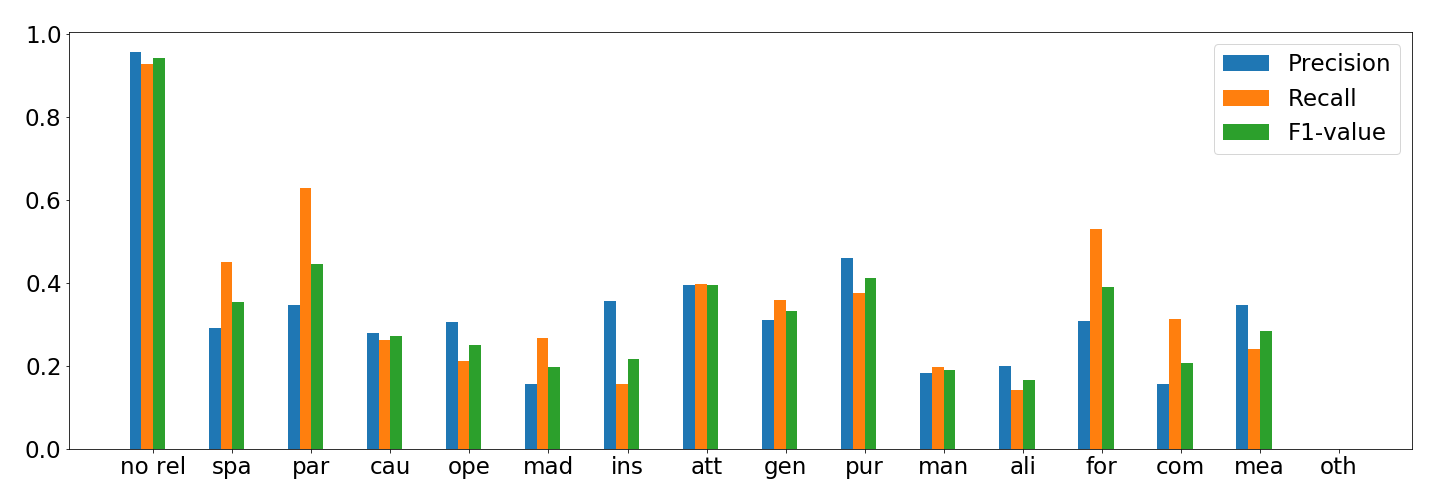 1.0
0.8
0.6
0.4
0.2
0.0
Precision
Recall
F1-value
no rel spa par cau ope mad ins att gen pur man ali for com mea oth